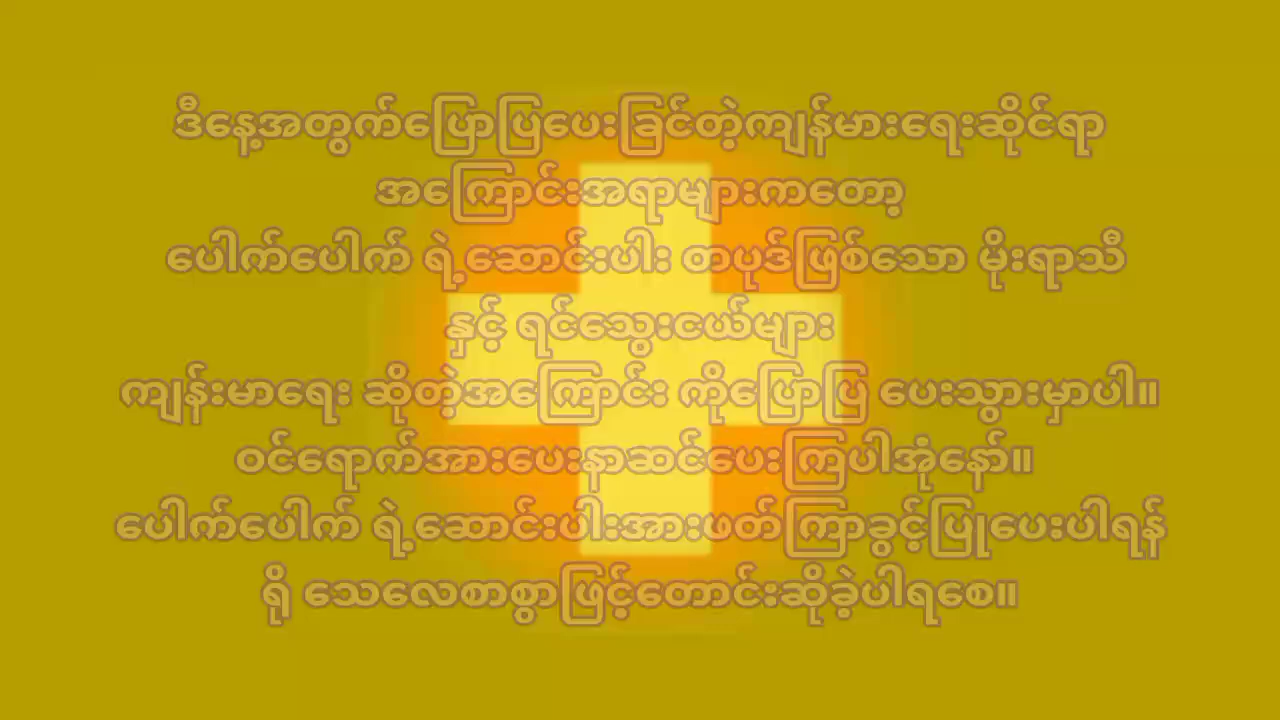 ဒီနေ့အတွက်ပြောပြပေးခြင်တဲ့ကျန်မားရေးဆိုင်ရာ
အကြောင်းအရာများကတော့
ပေါက်ပေါက် ရဲ့ဆောင်းပါး တပုဒ်ဖြစ်သော မိုးရာသီ
နှင့် ရင်သွေးငယ်များ
ကျန်းမာရေး ဆိုတဲ့အကြောင်း ကိုပြောပြ ပေးသွားမှာပါ။
ဝင်ရောက်အားပေးနာဆင်ပေးကြပါအုံနော်။
ပေါက်ပေါက် ရဲ့ဆောင်းပါးအားဖတ်ကြာခွင့်ပြုပေးပါရန်
ရို သေလေစာစွာဖြင့်တောင်းဆိုခဲ့ပါရစေ။